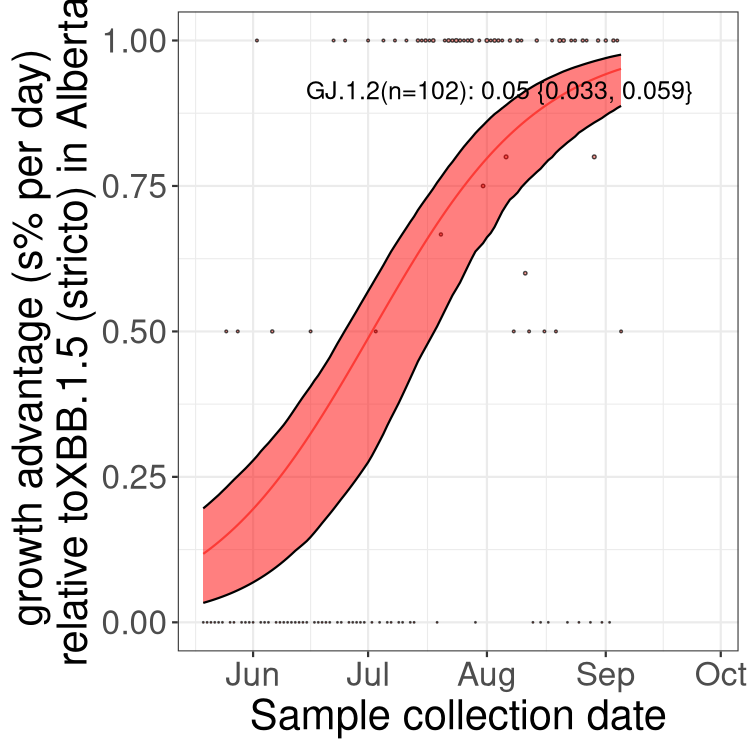 growth advantage (s% per day)
relative toXBB.1.5 (stricto) in Alberta
1.00
0.75
0.50
0.25
0.00
GJ.1.2(n=102): 0.05 {0.033, 0.059}
Jun Jul Aug Sep Oct
Sample collection date